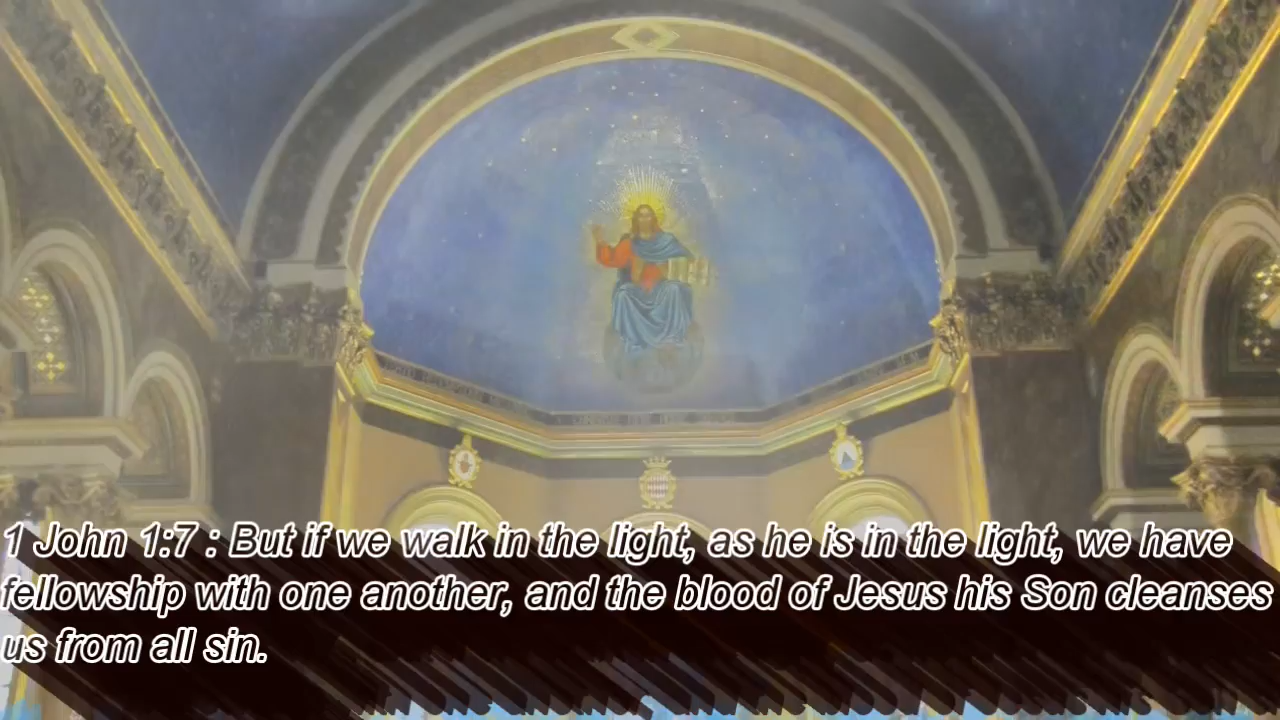 1 John 1:7 : But if we walk in the light, as he is in the light, we have
fellowship with one another, and the blood of Jesus his Son cleanses
us from all sin.